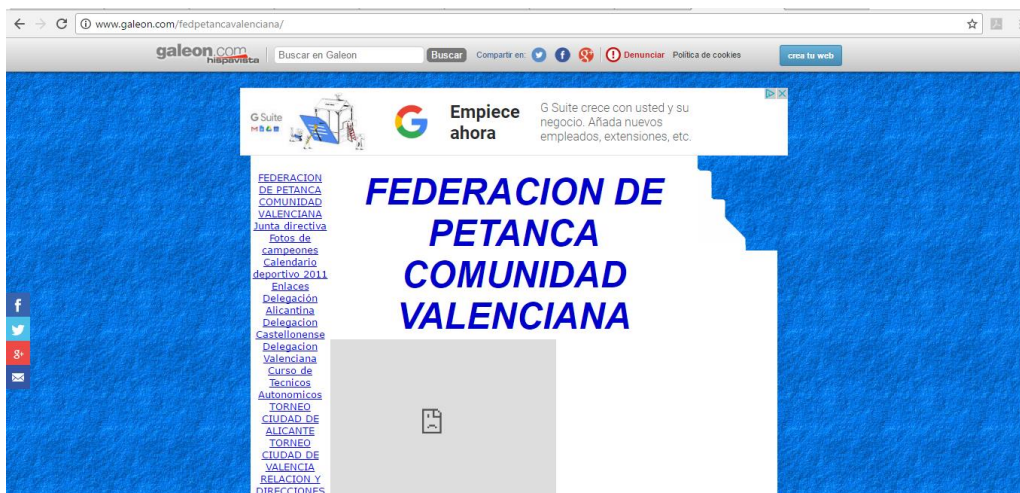 www.galeon.com/fedpetancavalenciana/
galeon.com
hispavista
Buscar en Galeon
Buscar
Compartir en:
Denunciar
Política de cookies
crea tu web
G Suite
G
Empiece
ahora
G Suite crece con usted y su
negocio. Añada nuevos
empleados, extensiones, etc.
FEDERACION
DE PETANCA
COMUNIDAD
VALENCIANA
Junta directiva
Fotos de
campeones
Calendario
deportivo 2011
Enlaces
Delegación
Alicantina
Delegacion
Castellonense
Delegacion
Valenciana
Curso de
Tecnicos
Autonomicos
TORNEO
CIUDAD DE
ALICANTE
TORNEO
CIUDAD DE
VALENCIA
RELACION Y
DIRECCIONES
FEDERACION DE
PETANCA
COMUNIDAD
VALENCIANA